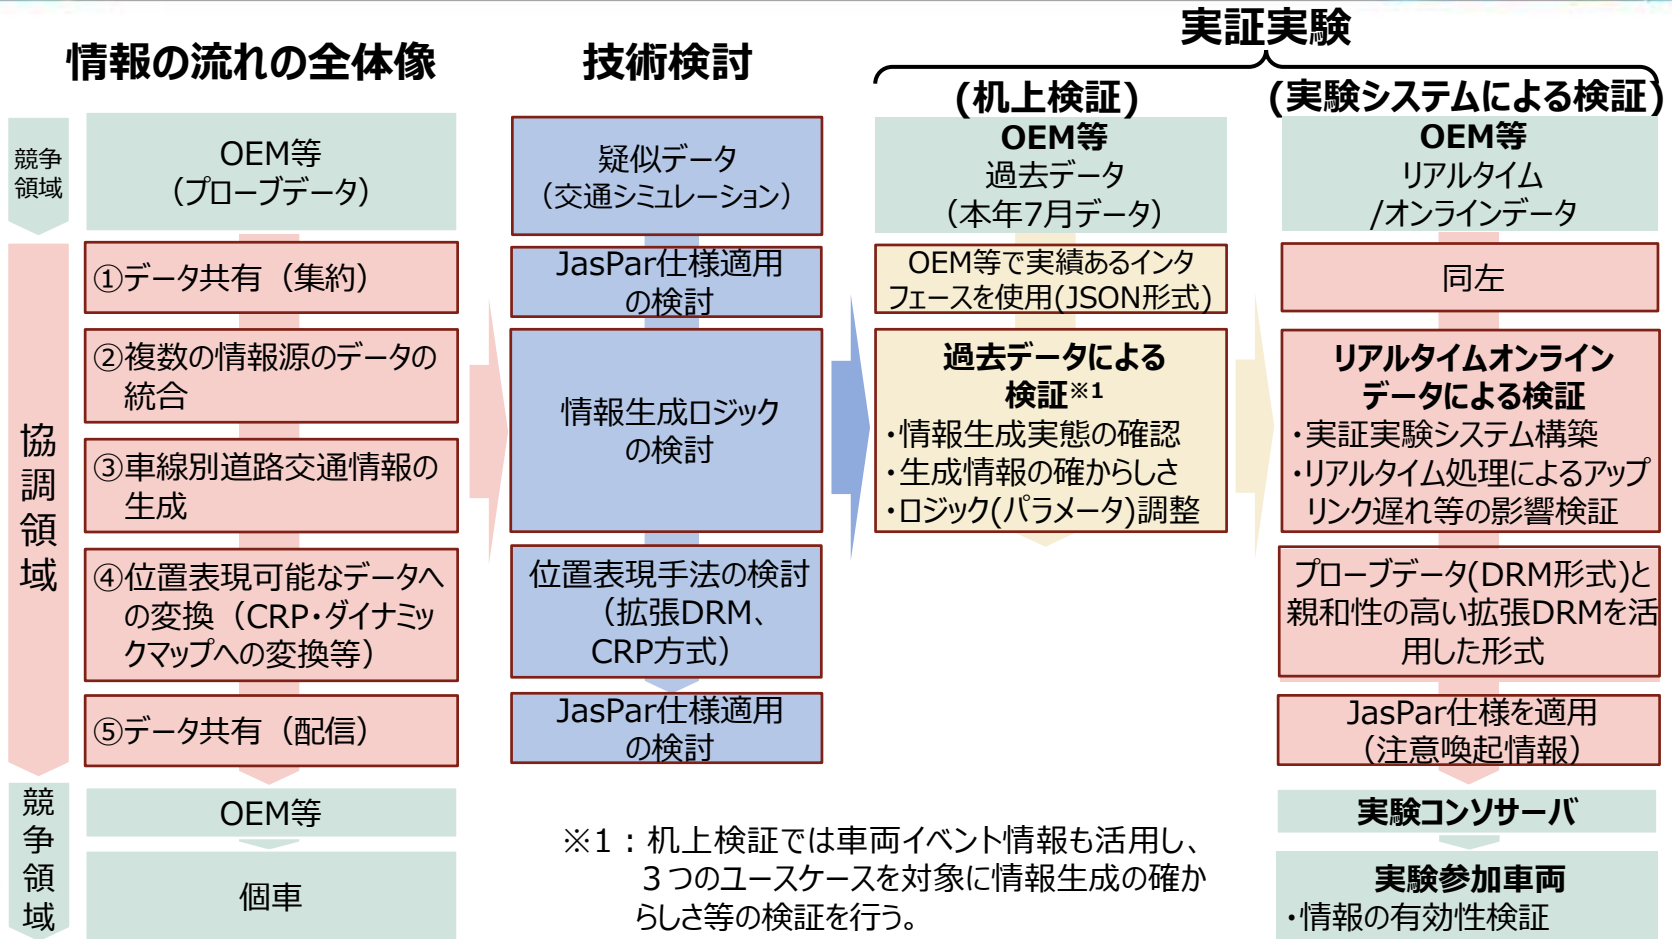 実証実験
情報の流れの全体像
技術検討
(机上検証)
(実験システムによる検証)
競争
領域
OEM等
（プローブデータ）
疑似データ
（交通シミュレーション）
OEM等
過去データ
（本年7月データ）
OEM等
リアルタイム
/オンラインデータ
協調領域
①データ共有（集約）
JasPar仕様適用
の検討
OEM等で実績あるインタ
フェースを使用(JSON形式)
同左
②複数の情報源のデータの
統合
③車線別道路交通情報の
生成
情報生成ロジック
の検討
過去データによる
検証※1
・情報生成実態の確認
・生成情報の確からしさ
・ロジック(パラメータ)調整
リアルタイムオンライン
データによる検証
・実証実験システム構築
・リアルタイム処理によるアップ
リンク遅れ等の影響検証
④位置表現可能なデータへ
の変換（CRP・ダイナミッ
クマップへの変換等）
位置表現手法の検討
（拡張DRM、
CRP方式）
プローブデータ(DRM形式)と
親和性の高い拡張DRMを活
用した形式
⑤データ共有（配信）
JasPar仕様適用
の検討
JasPar仕様を適用
（注意喚起情報）
競争領域
OEM等
個車
※1：机上検証では車両イベント情報も活用し、
３つのユースケースを対象に情報生成の確か
らしさ等の検証を行う。
実験コンソサーバ
実験参加車両
・情報の有効性検証